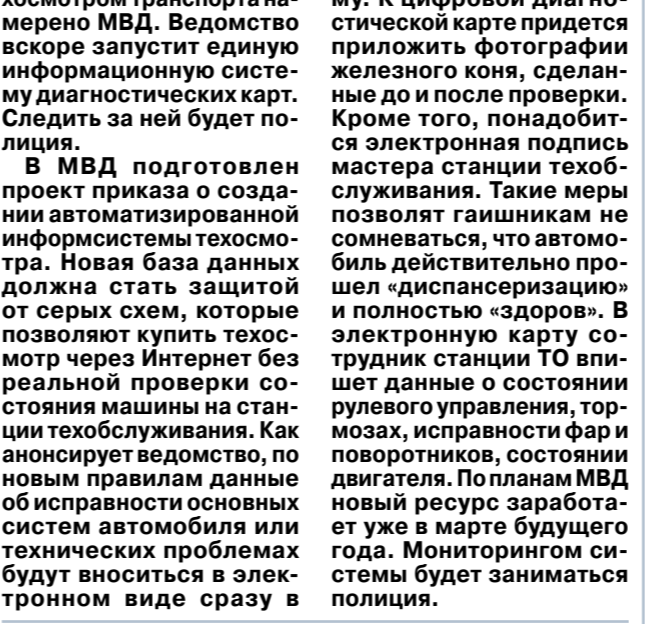 хосмотром транспорта на-
мерено МВД. Ведомство
вскоре запустит единую
информационную систе-
му диагностических карт.
Следить за ней будет по-
лиция.
В МВД подготовлен
проект приказа о созда-
нии автоматизированной
информсистемы техосмо-
тра. Новая база данных
должна стать защитой
от серых схем, которые
позволяют купить техос-
мотр через Интернет без
реальной проверки со-
стояния машины на стан-
ции техобслуживания. Как
анонсирует ведомство, по
новым правилам данные
об исправности основных
систем автомобиля или
технических проблемах
будут вноситься в элек-
тронном виде сразу в
му. К цифровой диагно-
стической карте придется
приложить фотографии
железного коня, сделан-
ные до и после проверки.
Кроме того, понадобит-
ся электронная подпись
мастера станции техоб-
служивания. Такие меры
позволят гаишникам не
сомневаться, что автомо-
биль действительно про-
шел «диспансеризацию»
и полностью «здоров». В
электронную карту со-
трудник станции ТО впи-
шет данные о состоянии
рулевого управления, тор-
мозах, исправности фар и
поворотников, состоянии
двигателя. По планам МВД
новый ресурс заработа-
ет уже в марте будущего
года. Мониторингом си-
стемы будет заниматься
полиция.